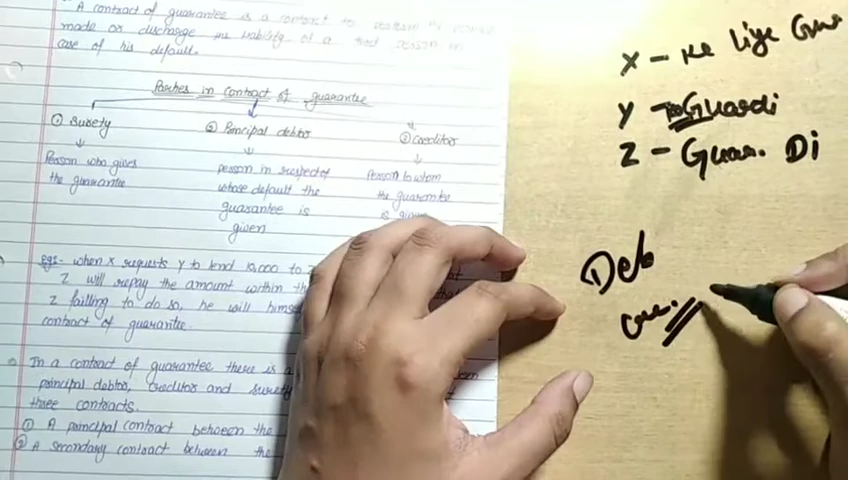 A contract of guarantee is a contract to perform the promise
made or discharge the liability of a third person in
case of his default.
Parties in contract of guarantee
① Surety
② Principal debtor
③ Creditor
Person who gives
the guarantee
person in respect of
whose default the
guarantee is
given
Person to whom
the guarantee
is given
Eg:- when X requests Y to lend 10,000 to
Z will repay the amount within the
Z failling to do so, he will himse
contract of guarantee.
In a contract of guarantee there is a
principal debtor, creditor and surety
three contracts.
① A principal contract between the
② A secondary contract between the
X - ke liye
Y - Guardi
Z - Guar. Di
Deb